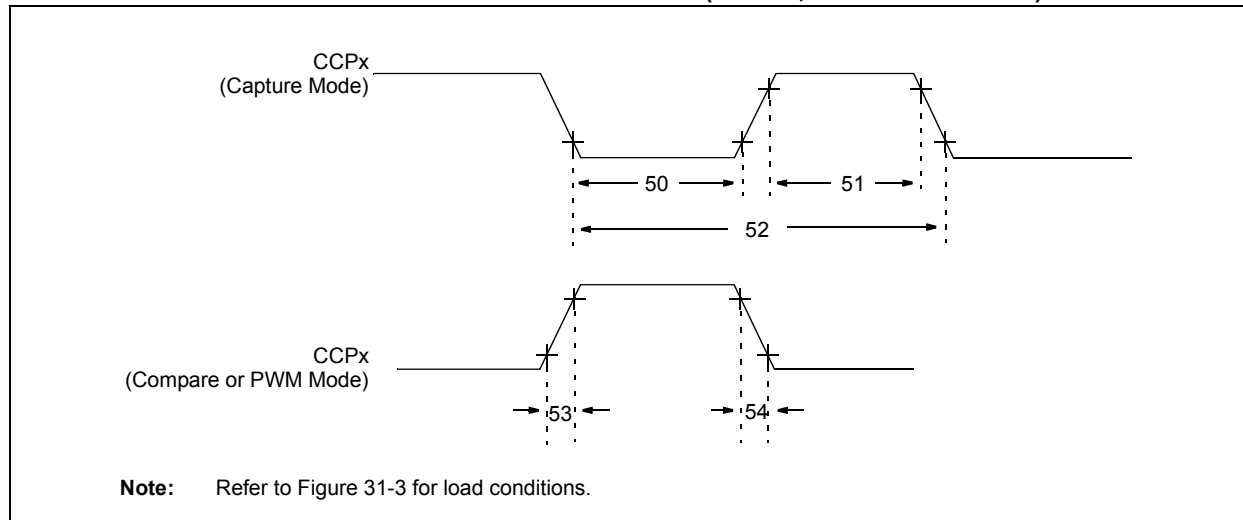 CCPx
(Capture Mode)
50
51
52
CCPx
(Compare or PWM Mode)
53
54
Note: Refer to Figure 31-3 for load conditions.